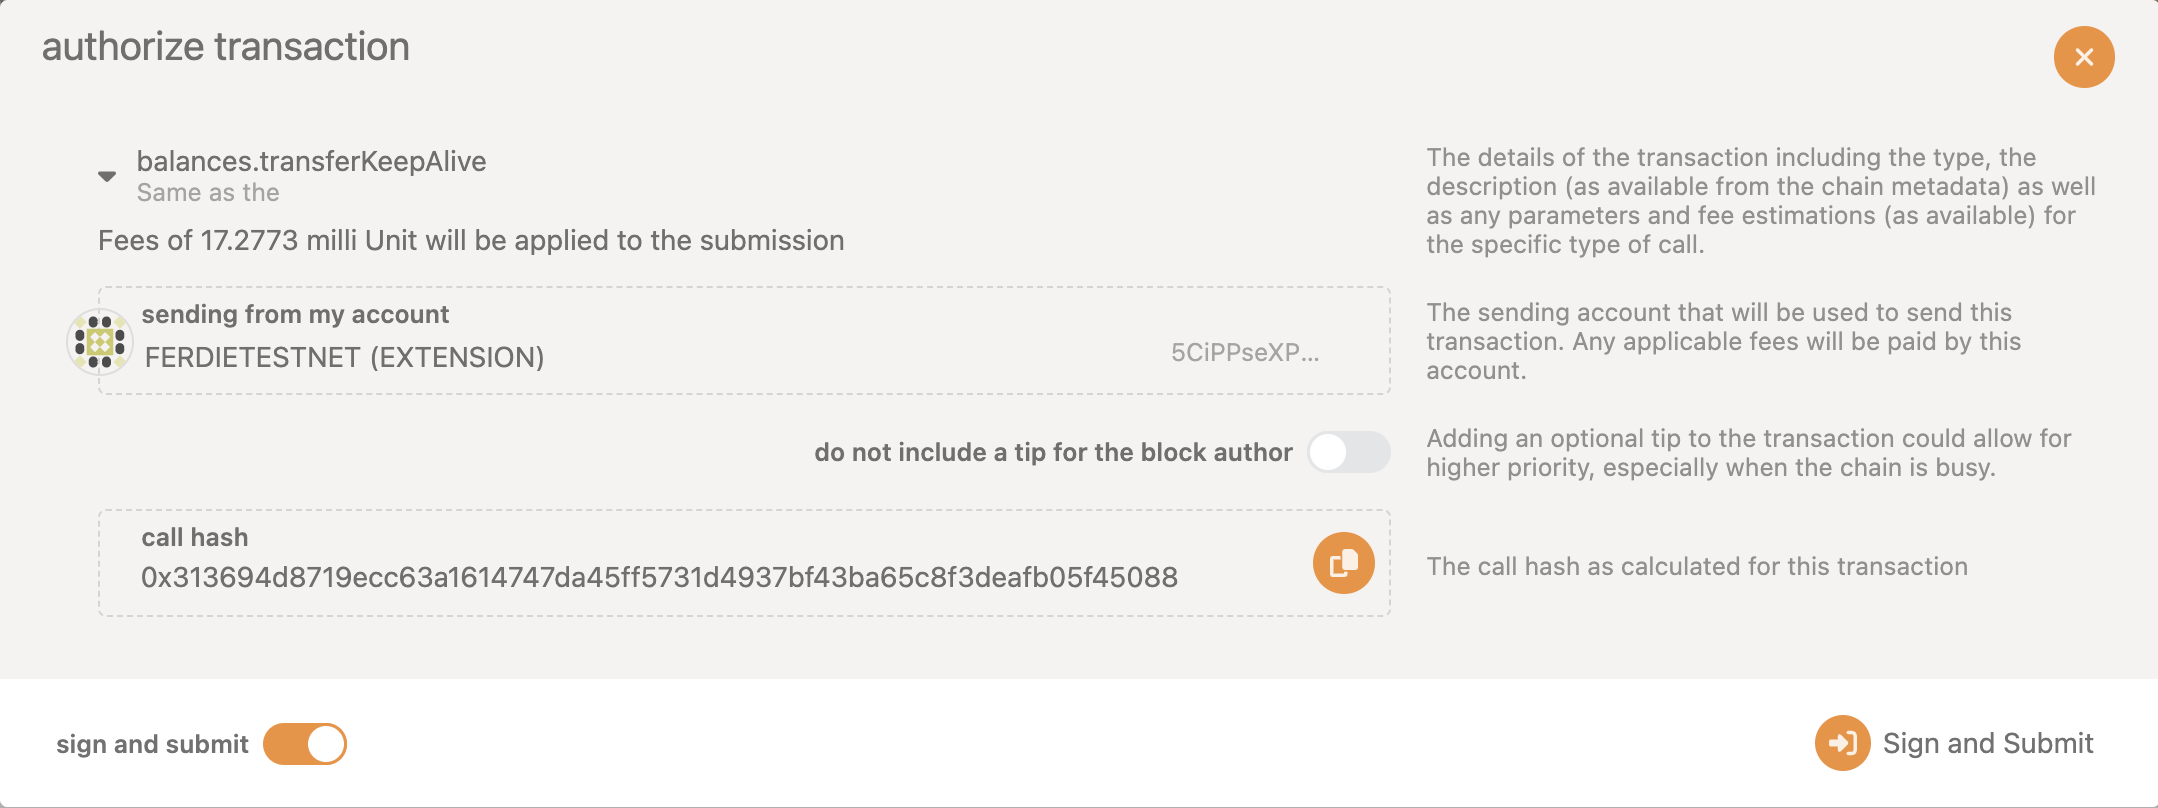 authorize transaction
balances.transferKeepAlive
Same as the
Fees of 17.2773 milli Unit will be applied to the submission
The details of the transaction including the type, the
description (as available from the chain metadata) as well
as any parameters and fee estimations (as available) for
the specific type of call.
sending from my account
FERDIETESTNET (EXTENSION)
5CiPPseXP...
The sending account that will be used to send this
transaction. Any applicable fees will be paid by this
account.
do not include a tip for the block author
Adding an optional tip to the transaction could allow for
higher priority, especially when the chain is busy.
call hash
0x313694d8719ecc63a1614747da45ff5731d4937bf43ba65c8f3deafb05f45088
The call hash as calculated for this transaction
sign and submit
Sign and Submit